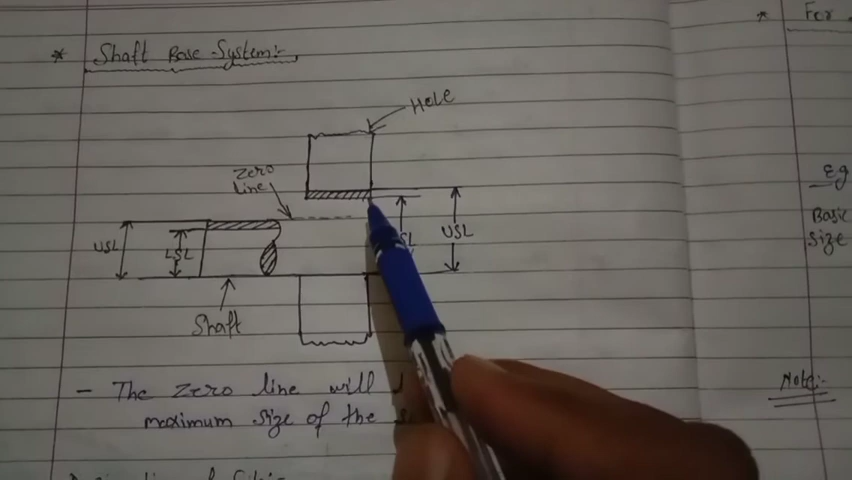 * Shaft Base System:-
Hole
Zero
line
USL
LSL
SL
USL
Shaft
- The zero line will
maximum size of the
* For
Eg
Basic
Size
Note:-